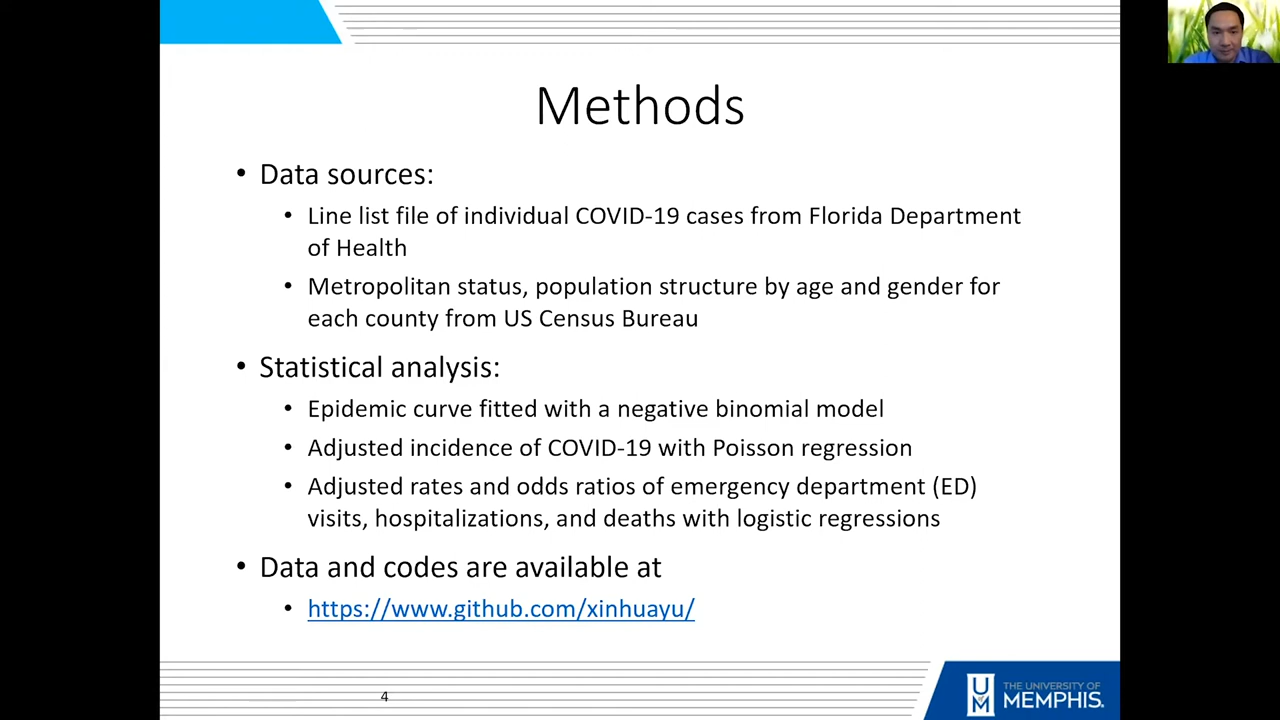 Methods
• Data sources:
• Line list file of individual COVID-19 cases from Florida Department
of Health
• Metropolitan status, population structure by age and gender for
each county from US Census Bureau
• Statistical analysis:
• Epidemic curve fitted with a negative binomial model
• Adjusted incidence of COVID-19 with Poisson regression
• Adjusted rates and odds ratios of emergency department (ED)
visits, hospitalizations, and deaths with logistic regressions
• Data and codes are available at
• https://www.github.com/xinhuayu/
4
UofM
THE UNIVERSITY OF
MEMPHIS.